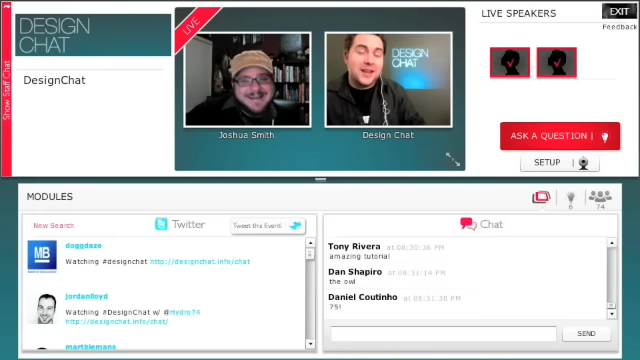 Show Staff Chat
DESIGN
CHAT
DesignChat
LIVE
DESIGN
CHAT
Joshua Smith
Design Chat
LIVE SPEAKERS
EXIT
Feedback
ASK A QUESTION |
SETUP |
MODULES
6
74
New Search
Twitter
Tweet this Event!
doggdaze
MB
Watching #designchat http://designchat.info/chat
jordanlloyd
Watching #DesignChat w/ @Hydro74
http://designchat.info/chat/
martblemans
Chat
Tony Rivera at 08:30:36 PM
amazing tutorial
Dan Shapiro at 08:31:14 PM
the owl
Daniel Coutinho at 08:31:38 PM
75!
SEND